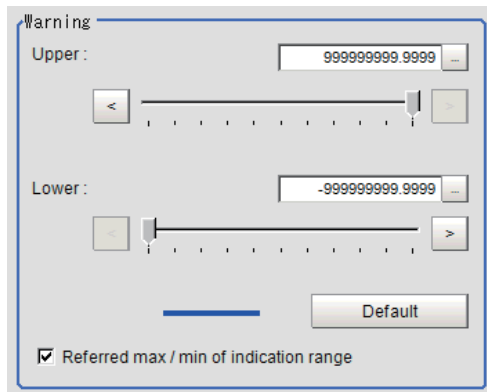 Warning
Upper :
999999999.9999 ...
< >
Lower :
-999999999.9999 ...
< >
Default
Referred max / min of indication range